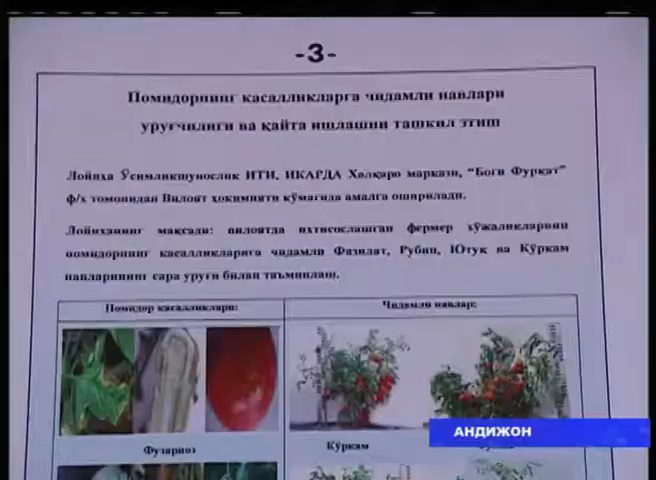 -3-
Помидорнинг касалликларга чидамли навлари
уруғчилиги ва қайта ишлашни ташкил этиш
Лойиҳа Ўсимликшунослик ИТИ, ИКАРДА Халқаро маркази, "Боғи Фурқат"
ф/х томонидан Вилоят ҳокимияти кўмагида амалга оширилади.
Лойиҳанинг мақсади: вилоятда ихтисослашган фермер хўжаликларини
помидорнинг касалликларига чидамли Фазилат, Рубин, Ютуқ ва Кўркам
навларининг сара уруғи билан таъминлаш.
Помидор касалликлари: Чидамли навлар:
АНДИЖОН
Фузариоз Кўркам